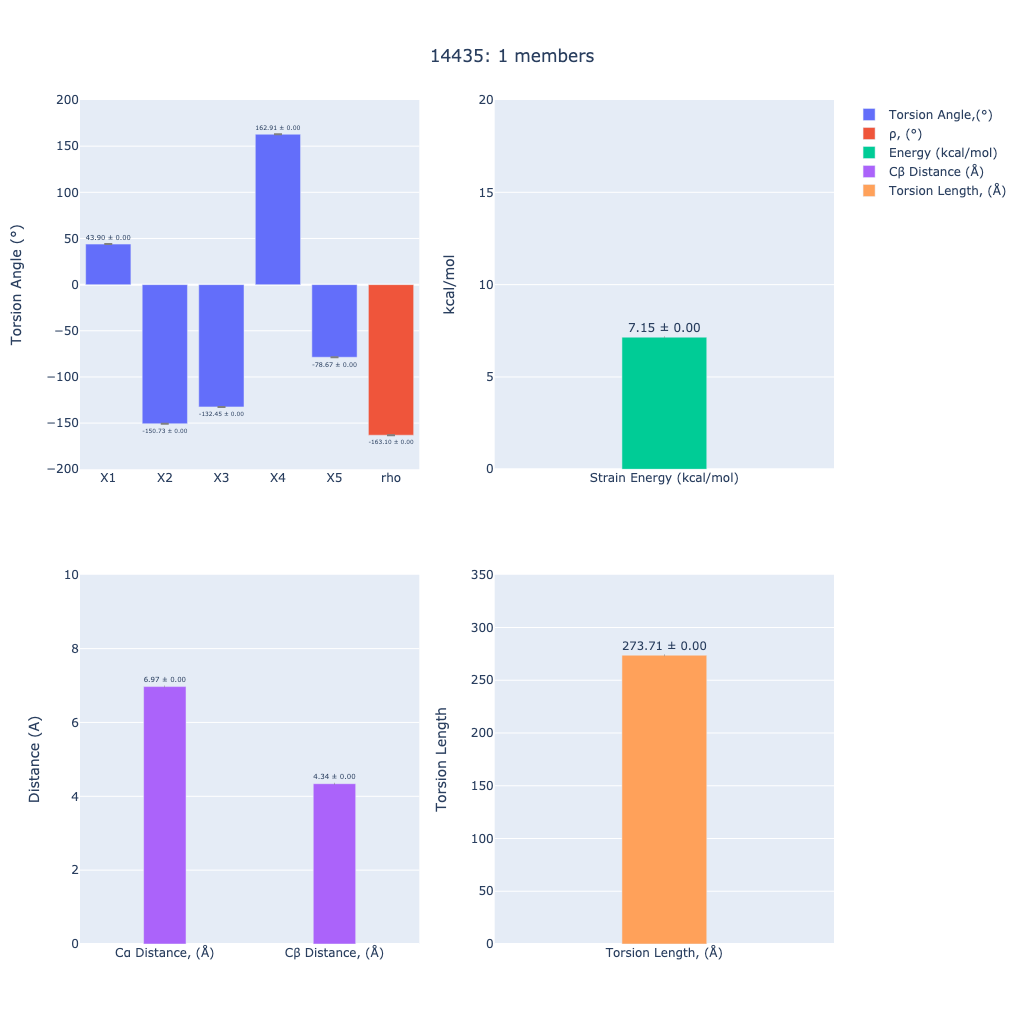 14435: 1 members
Torsion Angle (°)
200
150
100
50
0
−50
−100
−150
−200
43.90 ± 0.00
-150.73 ± 0.00
-132.45 ± 0.00
162.91 ± 0.00
-78.67 ± 0.00
-163.10 ± 0.00
X1 X2 X3 X4 X5 rho
kcal/mol
20
15
10
5
0
7.15 ± 0.00
Strain Energy (kcal/mol)
Torsion Angle,(°)
ρ, (°)
Energy (kcal/mol)
Cβ Distance (Å)
Torsion Length, (Å)
Distance (A)
10
8
6
4
2
0
6.97 ± 0.00
4.34 ± 0.00
Cα Distance, (Å) Cβ Distance, (Å)
Torsion Length
350
300
250
200
150
100
50
0
273.71 ± 0.00
Torsion Length, (Å)